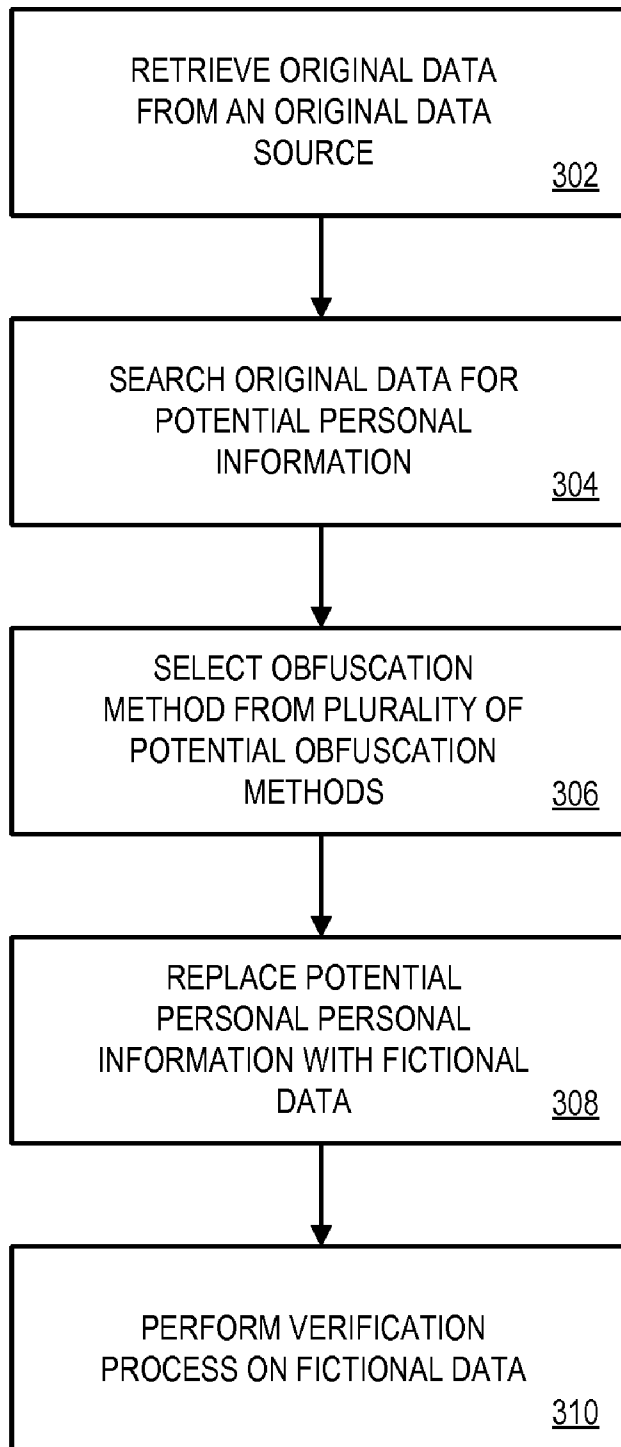 RETRIEVE ORIGINAL DATA
FROM AN ORIGINAL DATA
SOURCE
302
SEARCH ORIGINAL DATA FOR
POTENTIAL PERSONAL
INFORMATION
304
SELECT OBFUSCATION
METHOD FROM PLURALITY OF
POTENTIAL OBFUSCATION
METHODS
306
REPLACE POTENTIAL
PERSONAL PERSONAL
INFORMATION WITH FICTIONAL
DATA
308
PERFORM VERIFICATION
PROCESS ON FICTIONAL DATA
310